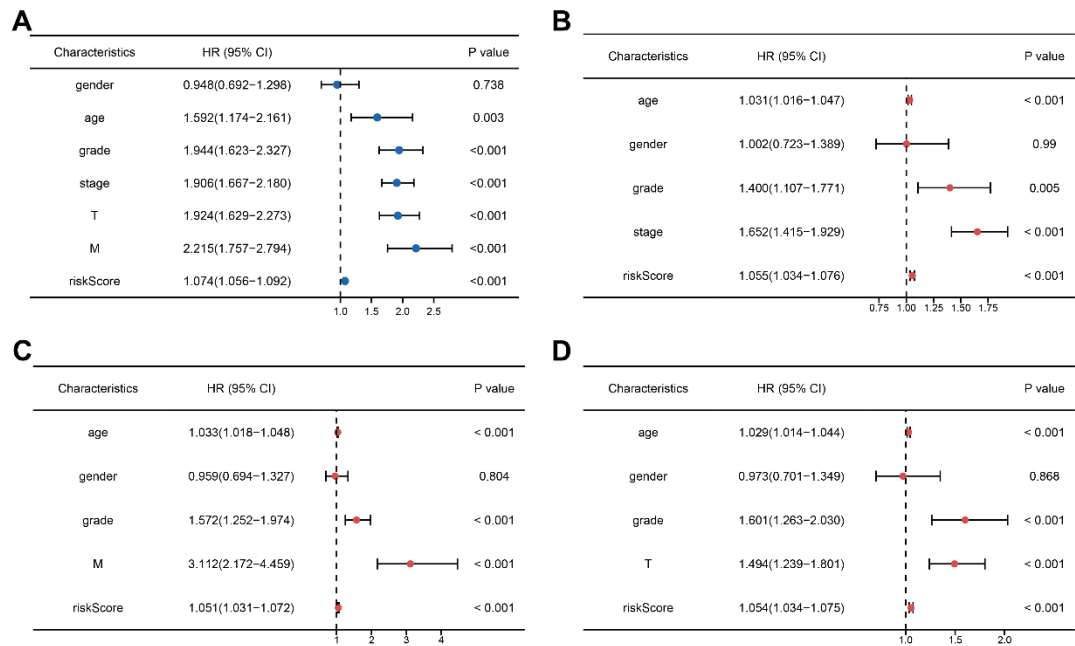 A
Characteristics HR (95% CI) P value
gender 0.948(0.692−1.298) 0.738
age 1.592(1.174−2.161) 0.003
grade 1.944(1.623−2.327) <0.001
stage 1.906(1.667−2.180) <0.001
T 1.924(1.629−2.273) <0.001
M 2.215(1.757−2.794) <0.001
riskScore 1.074(1.056−1.092) <0.001
1.0 1.5 2.0 2.5
B
Characteristics HR (95% CI) P value
age 1.031(1.016−1.047) < 0.001
gender 1.002(0.723−1.389) 0.99
grade 1.400(1.107−1.771) 0.005
stage 1.652(1.415−1.929) < 0.001
riskScore 1.055(1.034−1.076) < 0.001
0.75 1.00 1.25 1.50 1.75
C
Characteristics HR (95% CI) P value
age 1.033(1.018−1.048) < 0.001
gender 0.959(0.694−1.327) 0.804
grade 1.572(1.252−1.974) < 0.001
M 3.112(2.172−4.459) < 0.001
riskScore 1.051(1.031−1.072) < 0.001
1 2 3 4
D
Characteristics HR (95% CI) P value
age 1.029(1.014−1.044) < 0.001
gender 0.973(0.701−1.349) 0.868
grade 1.601(1.263−2.030) < 0.001
T 1.494(1.239−1.801) < 0.001
riskScore 1.054(1.034−1.075) < 0.001
1.0 1.5 2.0